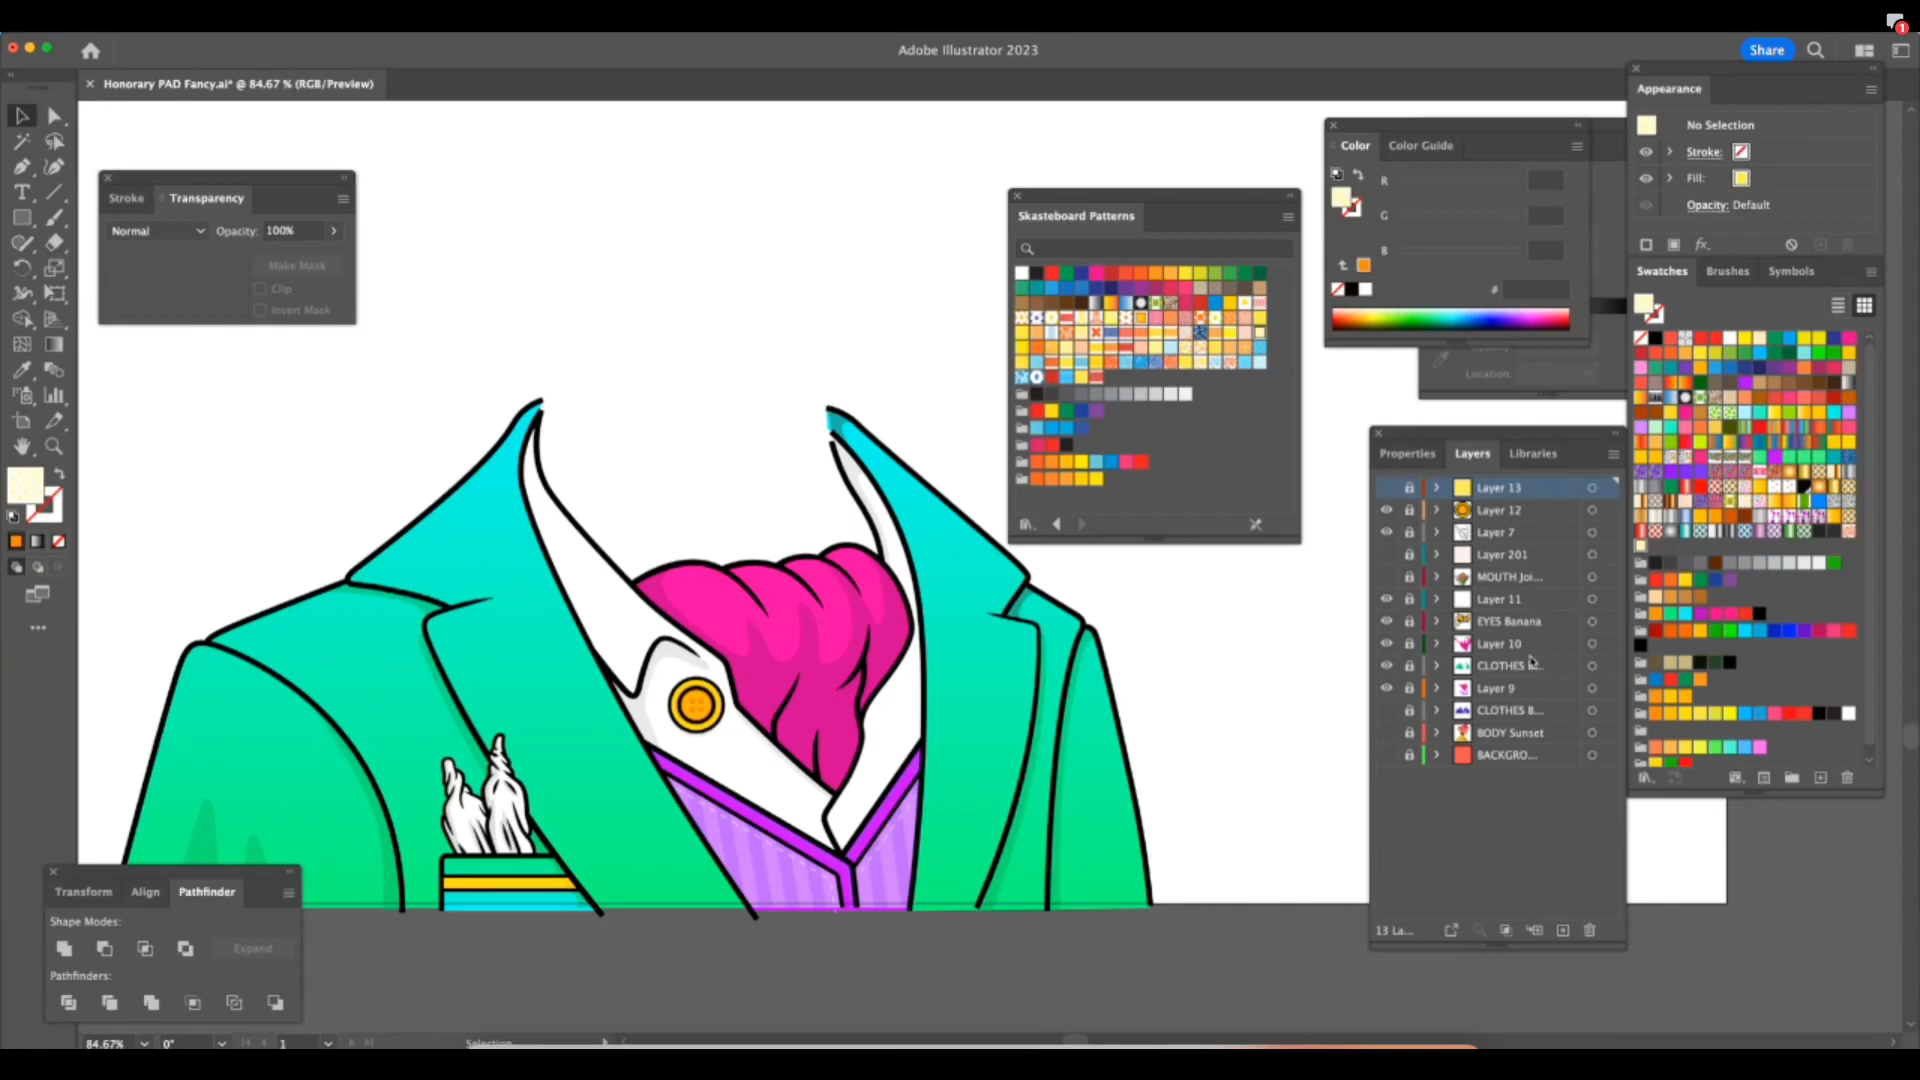 1
Adobe Illustrator 2023
Share
Honorary PAD Fancy.ai* @ 84.67 % (RGB/Preview)
Appearance
No Selection
Stroke:
Fill:
Opacity: Default
Color
Color Guide
R
G
B
#
Stroke
Transparency
Normal
Opacity:
100%
Make Mask
Clip
Invert Mask
Skasteboard Patterns
Swatches
Brushes
Symbols
Location:
Properties
Layers
Libraries
Layer 13
Layer 12
Layer 7
Layer 201
MOUTH Joi...
Layer 11
EYES Banana
Layer 10
CLOTHES
Layer 9
CLOTHES B...
BODY Sunset
BACKGRO...
13 La...
Transform
Align
Pathfinder
Shape Modes:
Expand
Pathfinders:
84.67%
0°
1
Selection